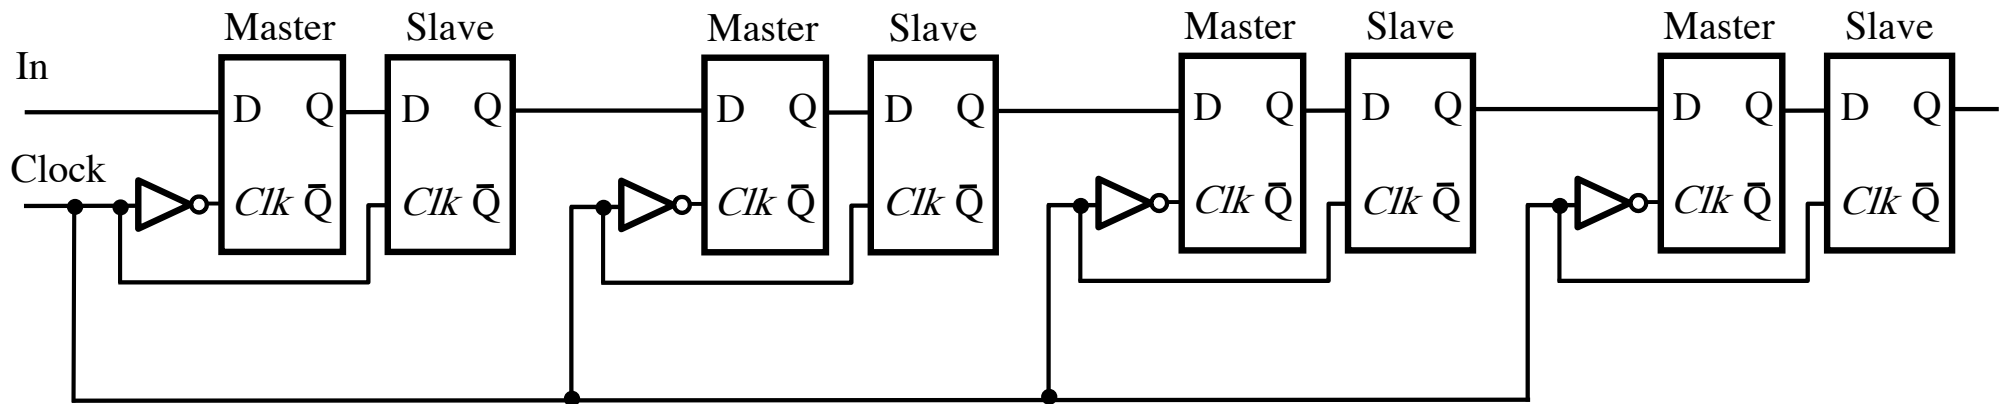 Master Slave Master Slave Master Slave Master Slave
In
D Q D Q D Q D Q D Q D Q D Q D Q
Clock
Clk Q̄ Clk Q̄ Clk Q̄ Clk Q̄ Clk Q̄ Clk Q̄ Clk Q̄ Clk Q̄